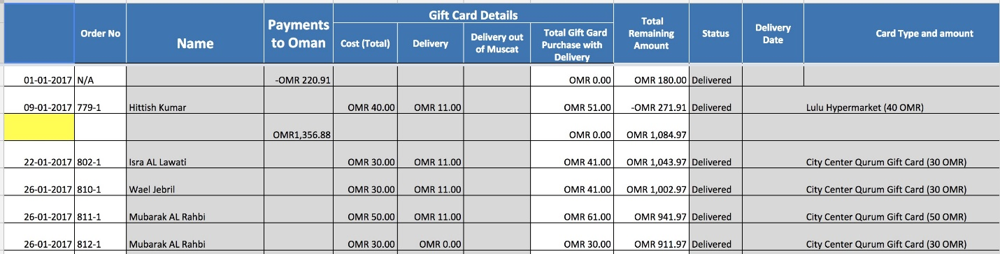 Order No Name Payments to Oman Gift Card Details Total Remaining Amount Status Delivery Date Card Type and amount
Cost (Total) Delivery Delivery out of Muscat Total Gift Gard Purchase with Delivery
01-01-2017 N/A -OMR 220.91 OMR 0.00 OMR 180.00 Delivered
09-01-2017 779-1 Hittish Kumar OMR 40.00 OMR 11.00 OMR 51.00 -OMR 271.91 Delivered Lulu Hypermarket (40 OMR)
OMR1,356.88 OMR 0.00 OMR 1,084.97
22-01-2017 802-1 Isra AL Lawati OMR 30.00 OMR 11.00 OMR 41.00 OMR 1,043.97 Delivered City Center Qurum Gift Card (30 OMR)
26-01-2017 810-1 Wael Jebril OMR 30.00 OMR 11.00 OMR 41.00 OMR 1,002.97 Delivered City Center Qurum Gift Card (30 OMR)
26-01-2017 811-1 Mubarak AL Rahbi OMR 50.00 OMR 11.00 OMR 61.00 OMR 941.97 Delivered City Center Qurum Gift Card (50 OMR)
26-01-2017 812-1 Mubarak AL Rahbi OMR 30.00 OMR 0.00 OMR 30.00 OMR 911.97 Delivered City Center Qurum Gift Card (30 OMR)